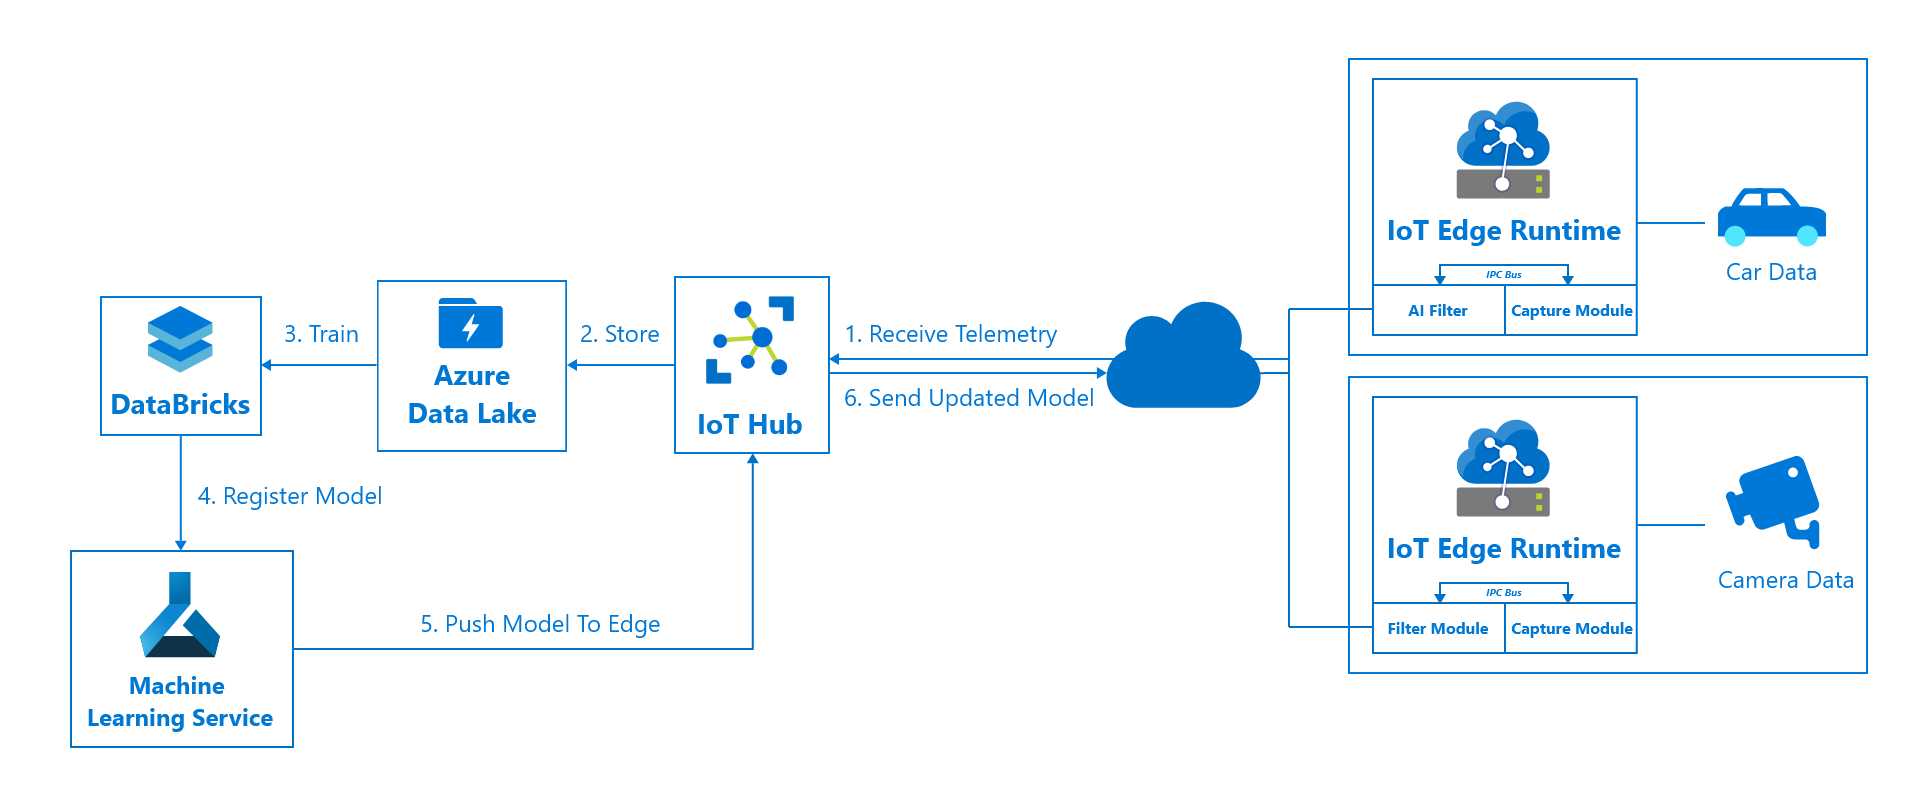 IoT Edge Runtime
IPC Bus
AI Filter
Capture Module
Car Data
3. Train
2. Store
1. Receive Telemetry
DataBricks
Azure
Data Lake
IoT Hub
6. Send Updated Model
4. Register Model
IoT Edge Runtime
IPC Bus
Filter Module
Capture Module
Camera Data
5. Push Model To Edge
Machine
Learning Service